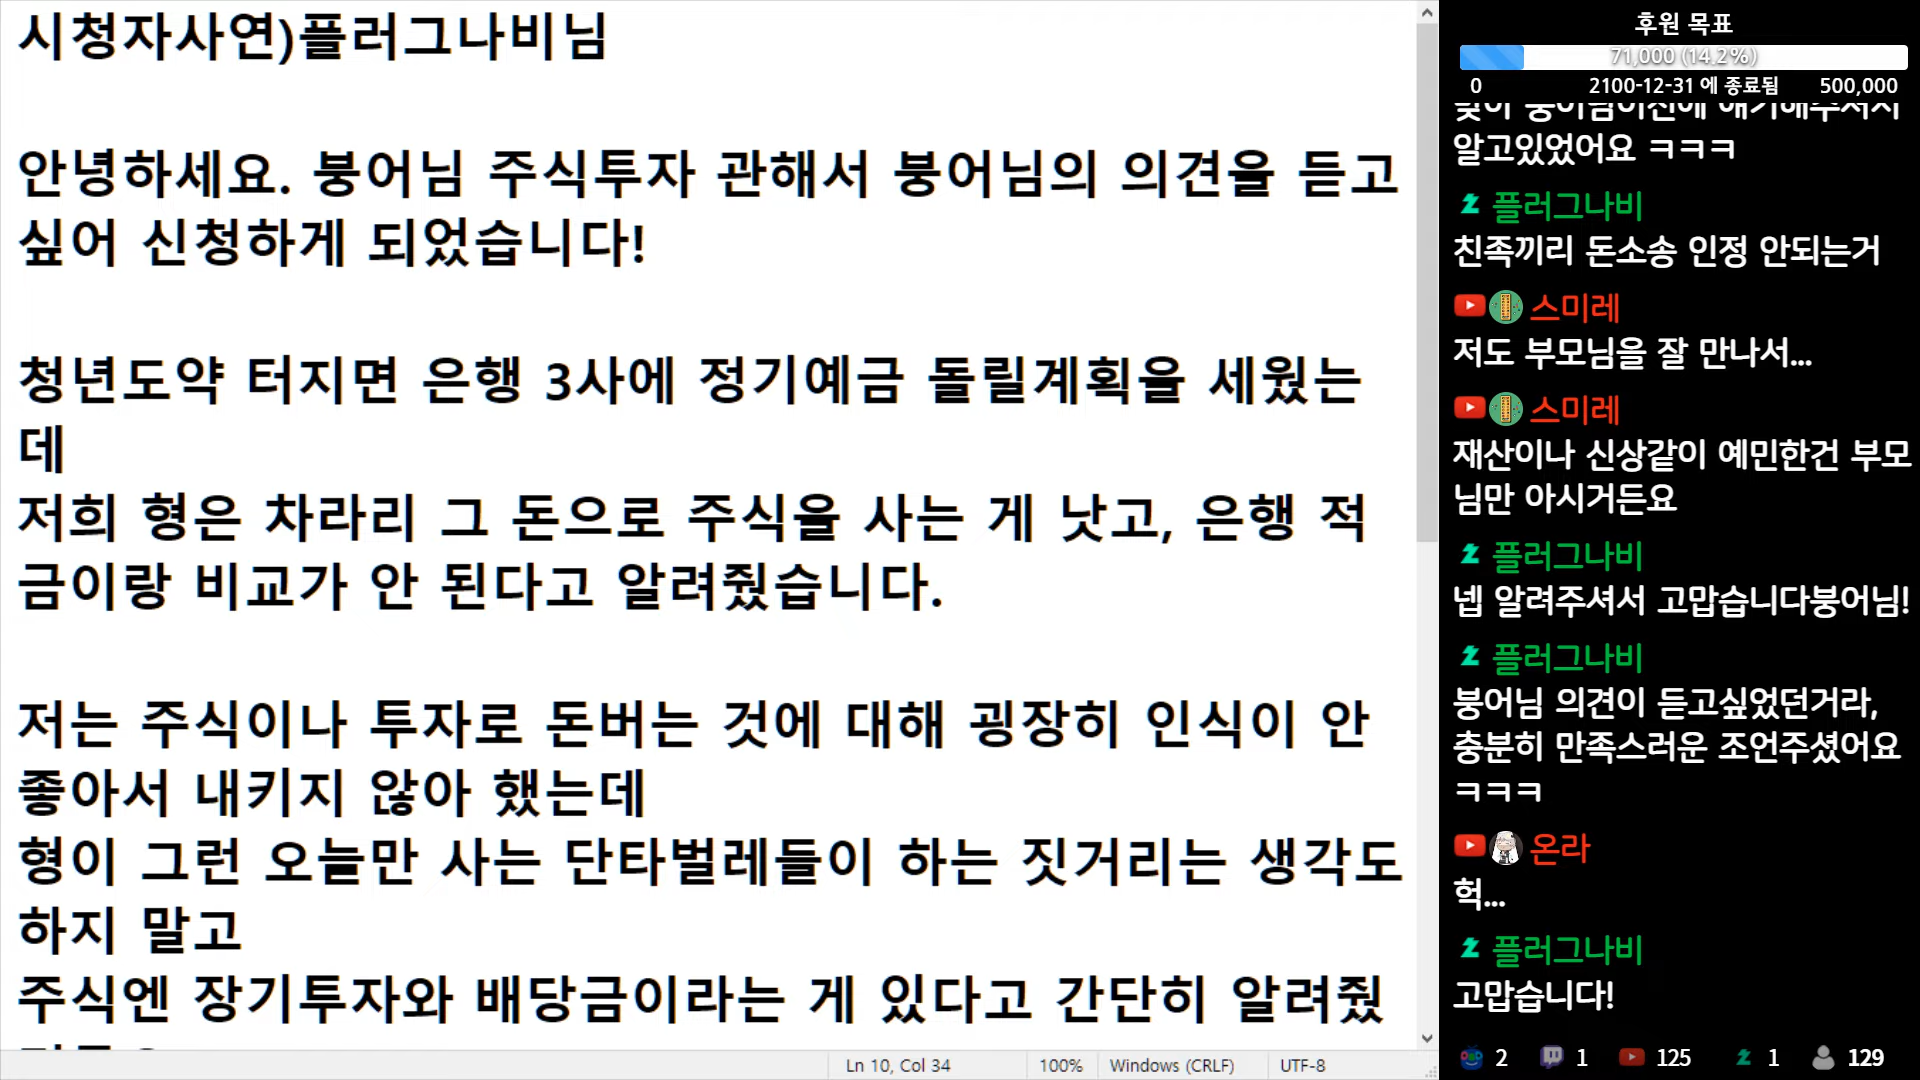 시청자사연)플러그나비님
안녕하세요. 붕어님 주식투자 관해서 붕어님의 의견을 듣고
싶어 신청하게 되었습니다!
청년도약 터지면 은행 3사에 정기예금 돌릴계획을 세웠는
데
저희 형은 차라리 그 돈으로 주식을 사는 게 낫고, 은행 적
금이랑 비교가 안 된다고 알려줬습니다.
저는 주식이나 투자로 돈버는 것에 대해 굉장히 인식이 안
좋아서 내키지 않아 했는데
형이 그런 오늘만 사는 단타벌레들이 하는 짓거리는 생각도
하지 말고
주식엔 장기투자와 배당금이라는 게 있다고 간단히 알려줬
Ln 10, Col 34
100%
Windows (CRLF)
UTF-8
후원 목표
71,000 (14.2%)
0 2100-12-31 에 종료됨 500,000
맞이 붕어님이전에 얘기해주셔서
알고있었어요 ㅋㅋㅋ
플러그나비
친족끼리 돈소송 인정 안되는거
스미레
저도 부모님을 잘 만나서...
스미레
재산이나 신상같이 예민한건 부모
님만 아시거든요
플러그나비
넵 알려주셔서 고맙습니다붕어님!
플러그나비
붕어님 의견이 듣고싶었던거라,
충분히 만족스러운 조언주셨어요
ㅋㅋㅋ
온라
헉...
플러그나비
고맙습니다!
2 1 125 1 129